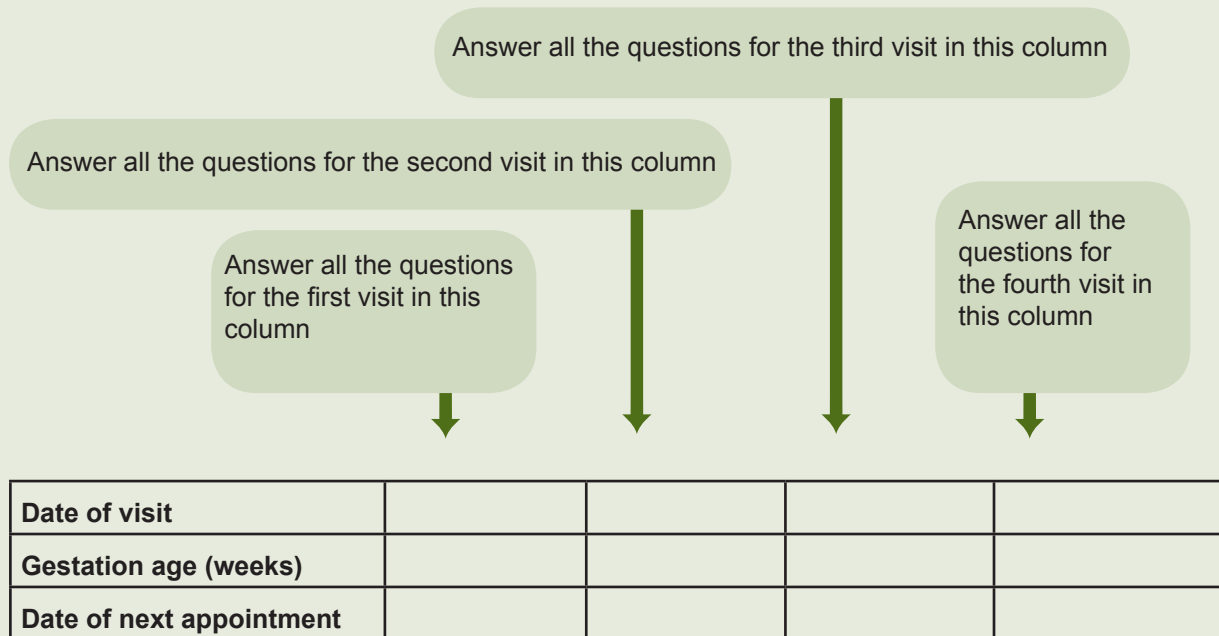 Answer all the questions for the third visit in this column
Answer all the questions for the second visit in this column
Answer all the questions
for the first visit in this
column
Answer all the
questions for
the fourth visit in
this column
Date of visit
Gestation age (weeks)
Date of next appointment